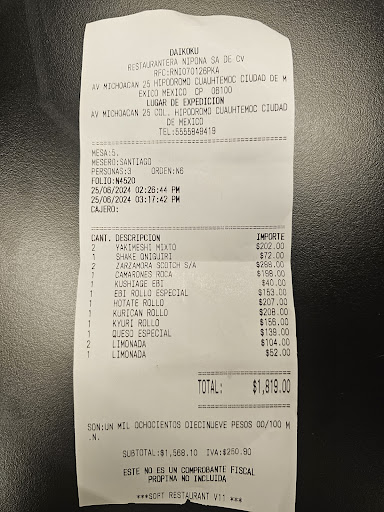 DAIKOKU
RESTAURANTERA NIPONA SA DE CV
RFC:RNI070126PKA
AV MICHOACAN 25 HIPODROMO CUAUHTEMOC CIUDAD DE M
EXICO MEXICO CP 06100
LUGAR DE EXPEDICION
AV MICHOACAN 25 COL. HIPODROMO CUAUHTEMOC CIUDAD
DE MEXICO
TEL:5555849419
MESA:5.
MESERO:SANTIAGO
PERSONAS:3 ORDEN:N6
FOLIO:N4520
25/06/2024 02:26:44 PM
25/06/2024 03:17:42 PM
CAJERO:
CANT. DESCRIPCION IMPORTE
2 YAKIMESHI MIXTO $202.00
1 SHAKE ONIGUIRI $72.00
2 ZARZAMORA SCOTCH S/A $288.00
1 CAMARONES ROCA $198.00
1 KUSHIAGE EBI $40.00
1 EBI ROLLO ESPECIAL $153.00
1 HOTATE ROLLO $207.00
1 KURICAN ROLLO $208.00
1 KYURI ROLLO $156.00
1 QUESO ESPECIAL $139.00
2 LIMONADA $104.00
1 LIMONADA $52.00
TOTAL: $1,819.00
SON:UN MIL OCHOCIENTOS DIECINUEVE PESOS 00/100 M
.N.
SUBTOTAL:$1,568.10 IVA:$250.90
ESTE NO ES UN COMPROBANTE FISCAL
PROPINA NO INCLUIDA
***SOFT RESTAURANT V11 ***